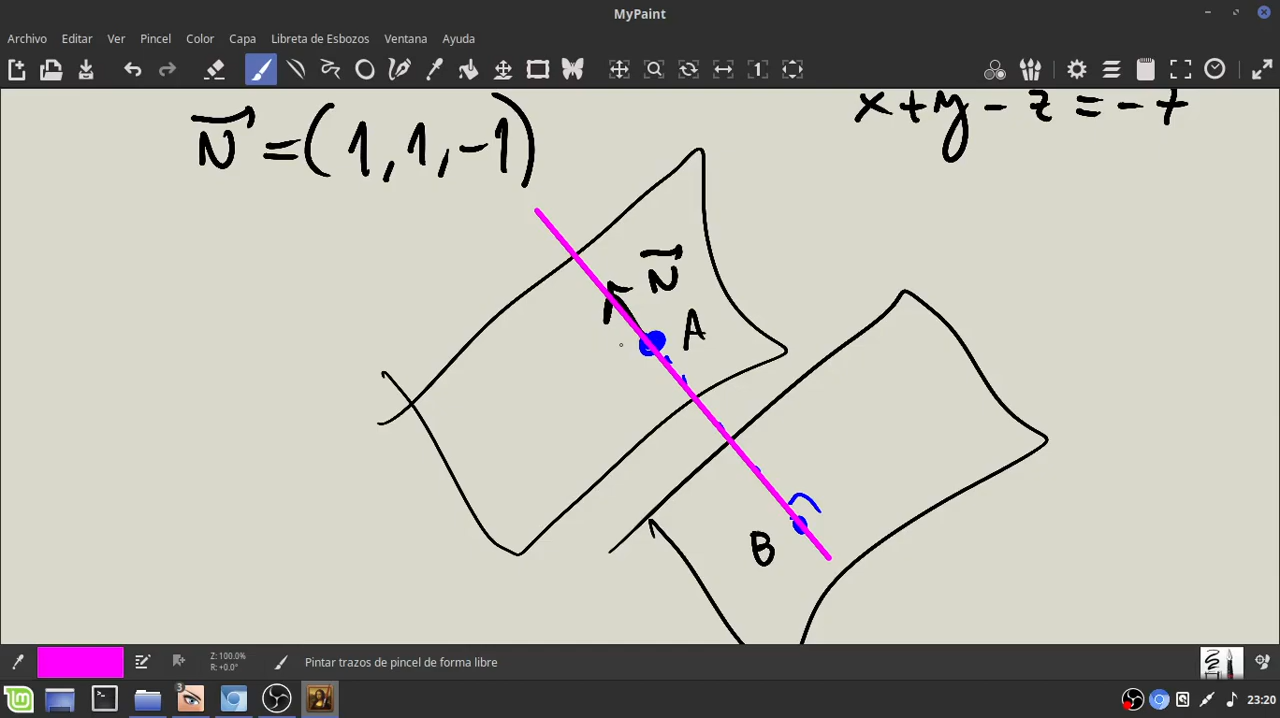 MyPaint
Archivo Editar Ver Pincel Color Capa Libreta de Esbozos Ventana Ayuda
N⃗ = (1, 1, -1)
x + y - z = -7
N⃗
A
B
Z: 100.0%
R: +0.0°
Pintar trazos de pincel de forma libre
3
23:20